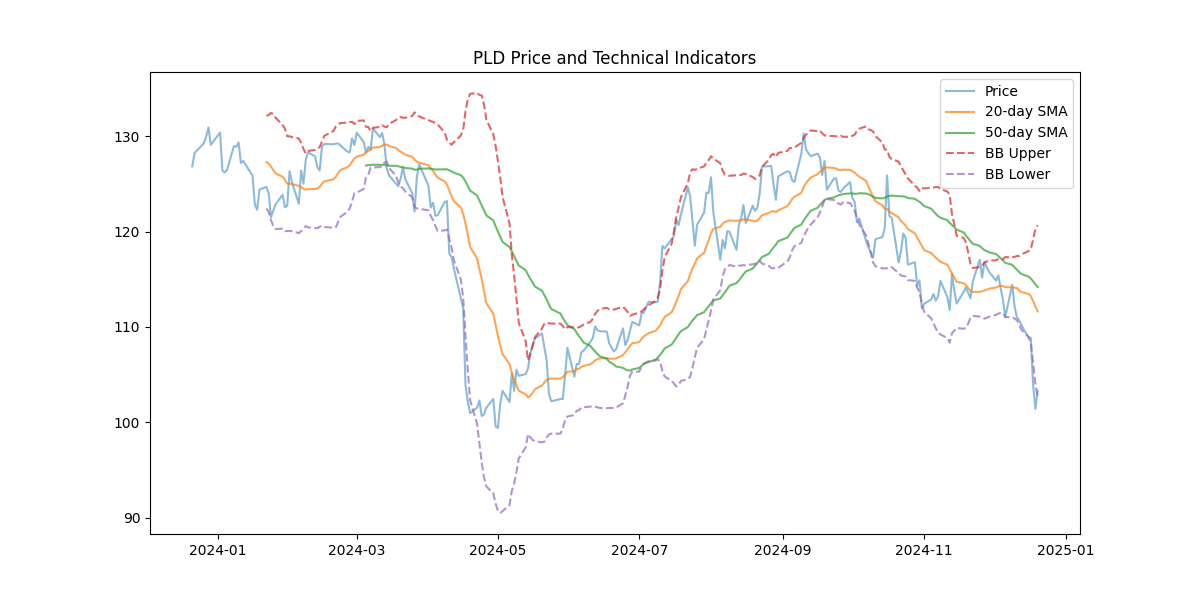 PLD Price and Technical Indicators
Price
20-day SMA
50-day SMA
BB Upper
BB Lower
130
120
110
100
90
2024-01 2024-03 2024-05 2024-07 2024-09 2024-11 2025-01